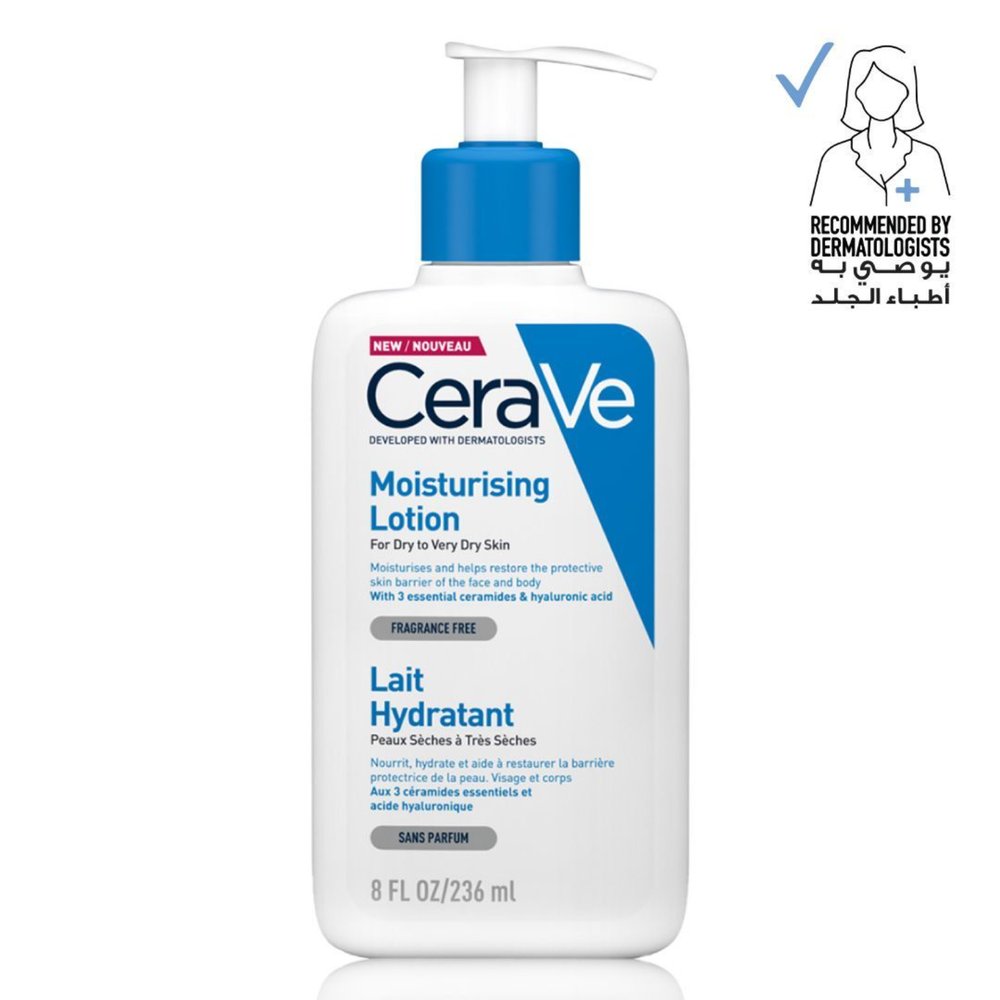 RECOMMENDED BY
DERMATOLOGISTS
يوصي به
أطباء الجلد
NEW / NOUVEAU
CeraVe
DEVELOPED WITH DERMATOLOGISTS
Moisturising
Lotion
For Dry to Very Dry Skin
Moisturises and helps restore the protective
skin barrier of the face and body
With 3 essential ceramides & hyaluronic acid
FRAGRANCE FREE
Lait
Hydratant
Peaux Sèches à Très Sèches
Nourrit, hydrate et aide à restaurer la barrière
protectrice de la peau. Visage et corps
Aux 3 céramides essentiels et
acide hyaluronique
SANS PARFUM
8 FL OZ/236 ml